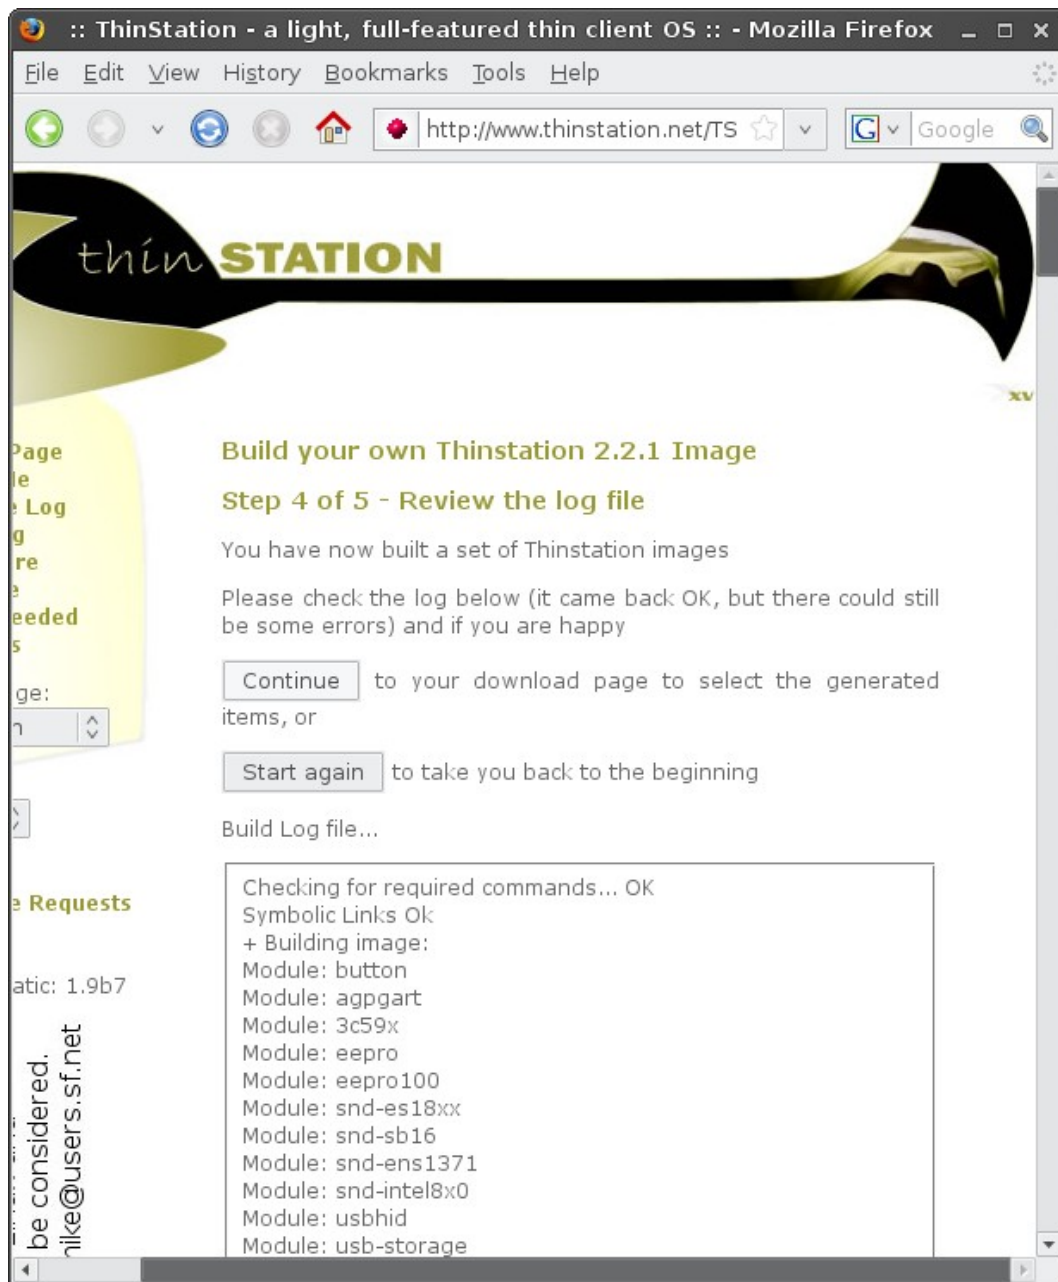 :: ThinStation - a light, full-featured thin client OS :: - Mozilla Firefox
File Edit View History Bookmarks Tools Help
http://www.thinstation.net/TS
G Google
thin STATION
xv
Page
le
e Log
g
re
e
eeded
s
ge:
n
e Requests
atic: 1.9b7
be considered.
nike@users.sf.net
Build your own Thinstation 2.2.1 Image
Step 4 of 5 - Review the log file
You have now built a set of Thinstation images
Please check the log below (it came back OK, but there could still
be some errors) and if you are happy
Continue to your download page to select the generated
items, or
Start again to take you back to the beginning
Build Log file...
Checking for required commands... OK
Symbolic Links Ok
+ Building image:
Module: button
Module: agpgart
Module: 3c59x
Module: eepro
Module: eepro100
Module: snd-es18xx
Module: snd-sb16
Module: snd-ens1371
Module: snd-intel8x0
Module: usbhid
Module: usb-storage